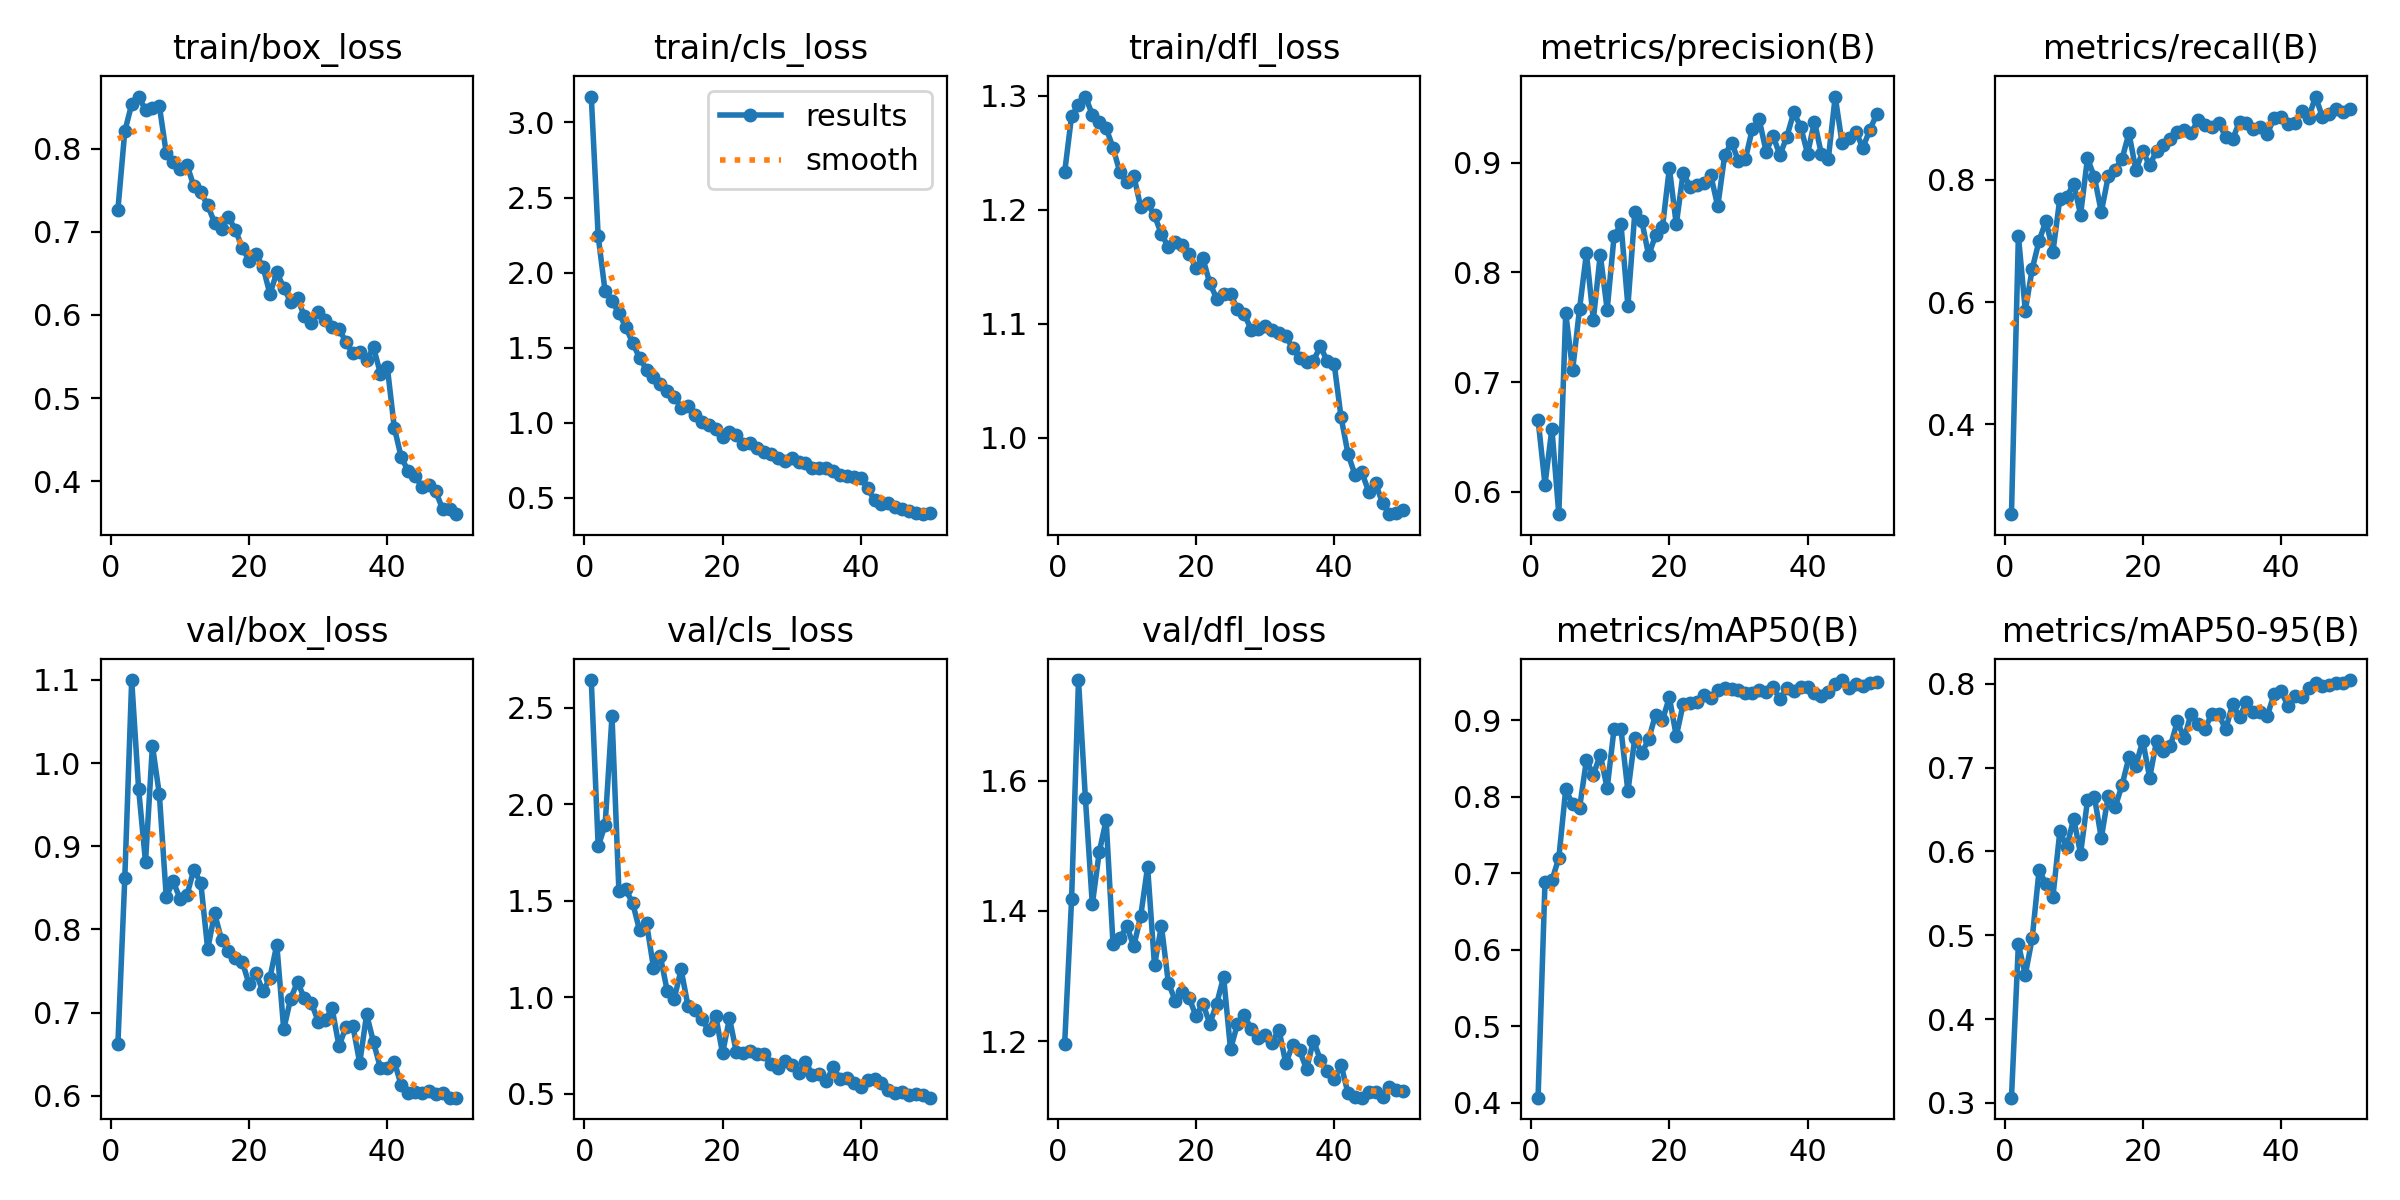 train/box_loss
0.8
0.7
0.6
0.5
0.4
0 20 40
train/cls_loss
results
smooth
3.0
2.5
2.0
1.5
1.0
0.5
0 20 40
train/dfl_loss
1.3
1.2
1.1
1.0
0 20 40
metrics/precision(B)
0.9
0.8
0.7
0.6
0 20 40
metrics/recall(B)
0.8
0.6
0.4
0 20 40
val/box_loss
1.1
1.0
0.9
0.8
0.7
0.6
0 20 40
val/cls_loss
2.5
2.0
1.5
1.0
0.5
0 20 40
val/dfl_loss
1.6
1.4
1.2
0 20 40
metrics/mAP50(B)
0.9
0.8
0.7
0.6
0.5
0.4
0 20 40
metrics/mAP50-95(B)
0.8
0.7
0.6
0.5
0.4
0.3
0 20 40